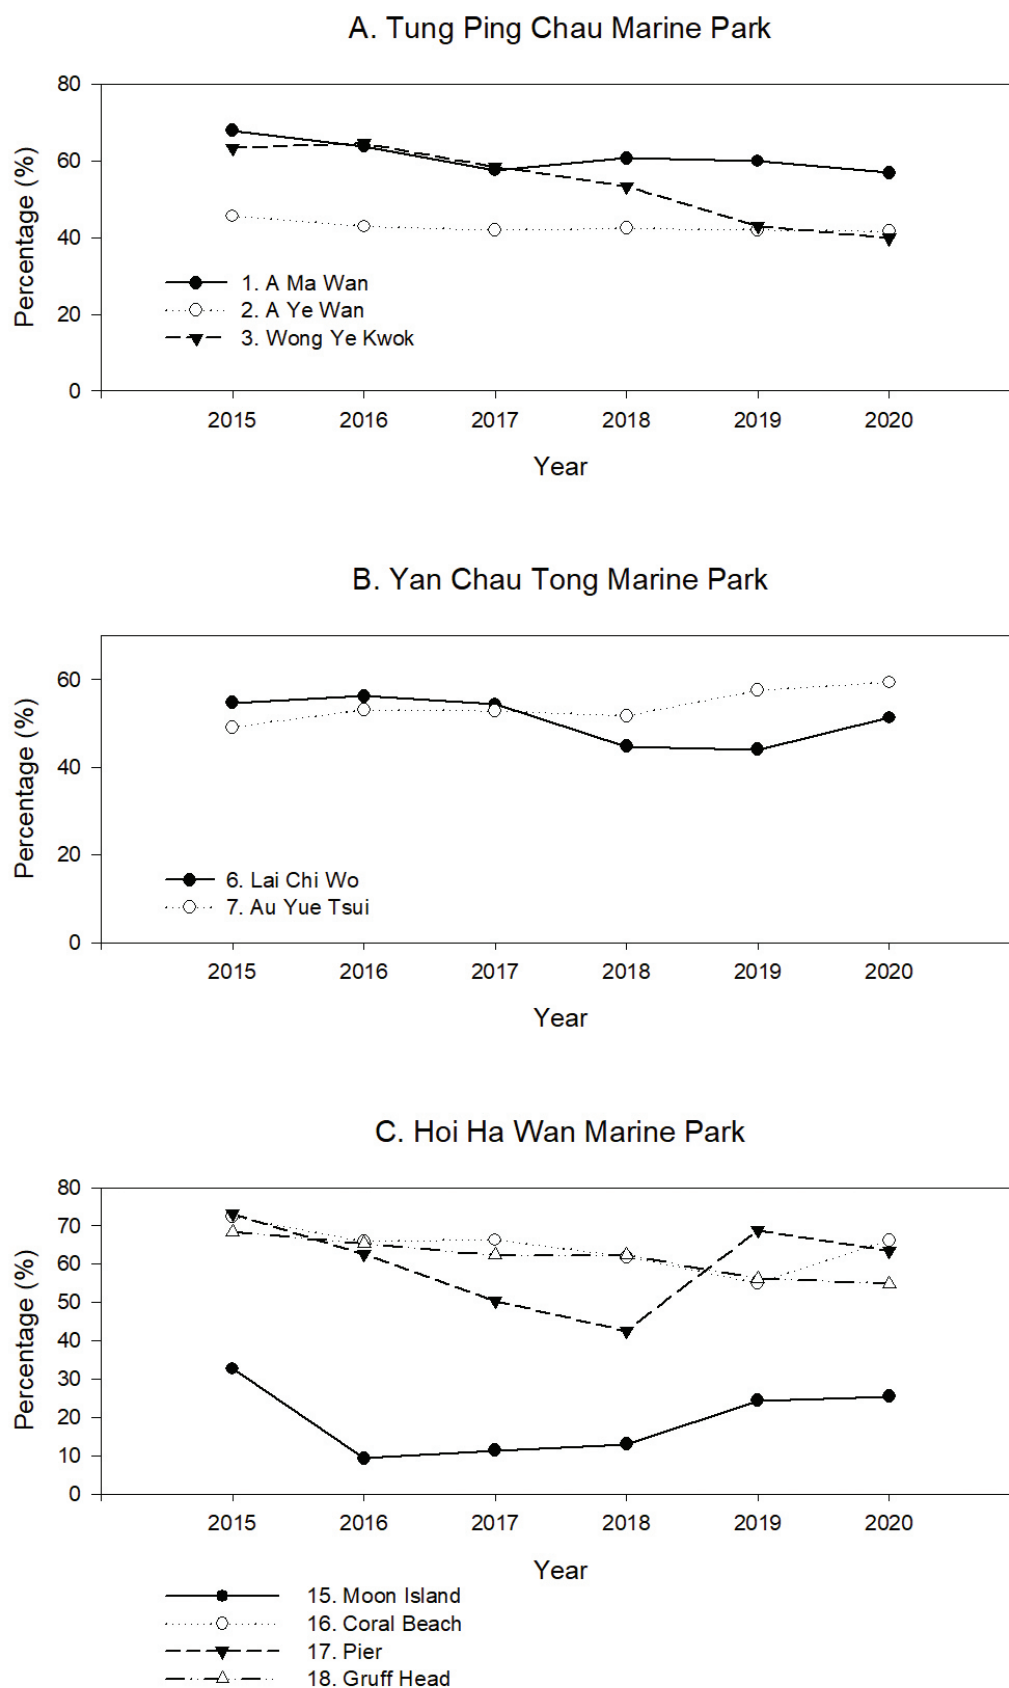 A. Tung Ping Chau Marine Park
80
60
40
20
0
Percentage (%)
1. A Ma Wan
2. A Ye Wan
3. Wong Ye Kwok
2015 2016 2017 2018 2019 2020
Year
B. Yan Chau Tong Marine Park
60
40
20
0
Percentage (%)
6. Lai Chi Wo
7. Au Yue Tsui
2015 2016 2017 2018 2019 2020
Year
C. Hoi Ha Wan Marine Park
80
70
60
50
40
30
20
10
0
Percentage (%)
2015 2016 2017 2018 2019 2020
Year
15. Moon Island
16. Coral Beach
17. Pier
18. Gruff Head